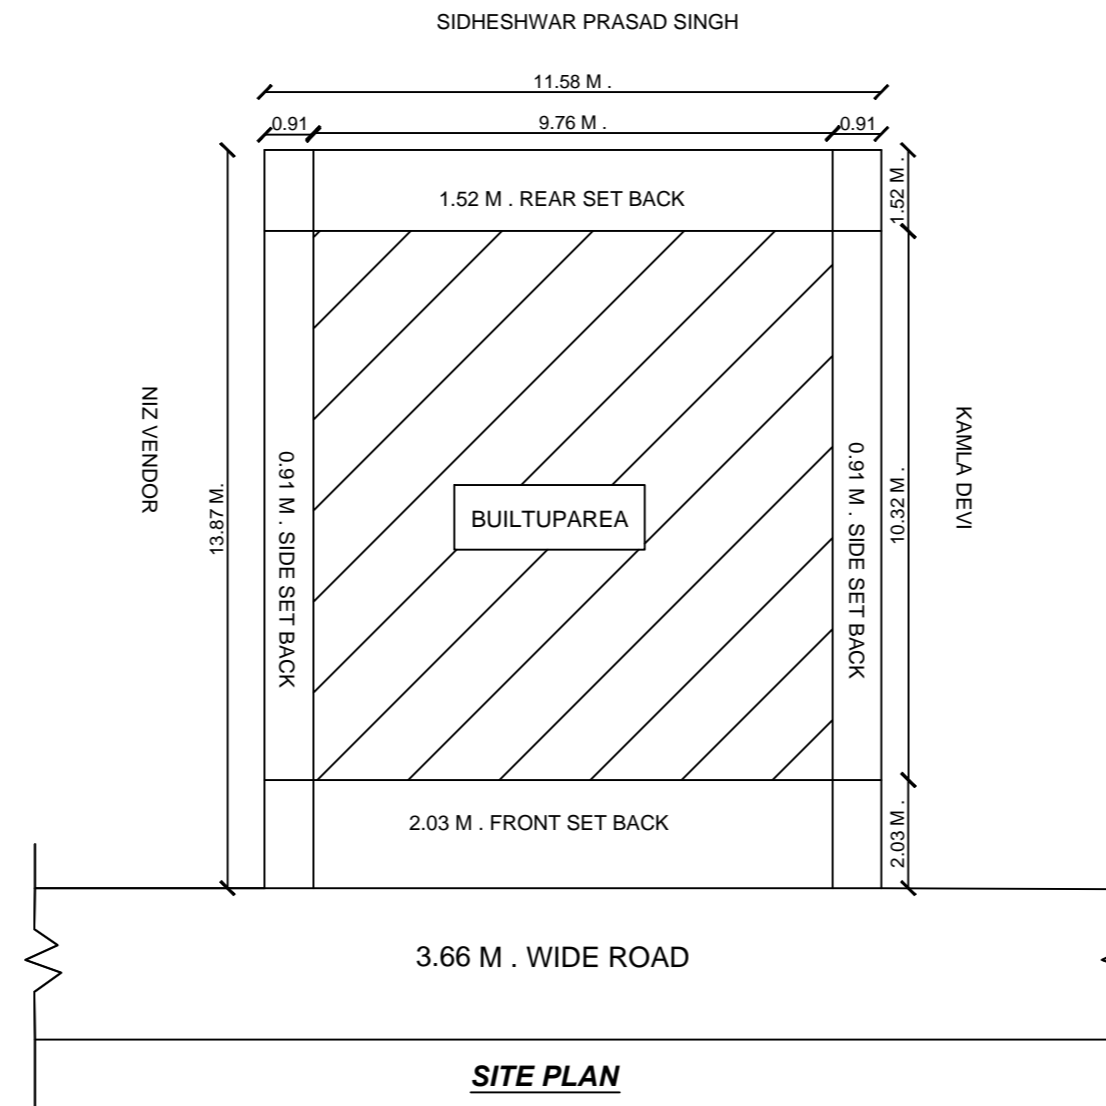 SIDHESHWAR PRASAD SINGH
11.58 M .
0.91
9.76 M .
0.91
1.52 M .
1.52 M . REAR SET BACK
NIZ VENDOR
13.87 M.
0.91 M . SIDE SET BACK
BUILTUPAREA
0.91 M . SIDE SET BACK
10.32 M .
KAMLA DEVI
2.03 M . FRONT SET BACK
2.03 M .
3.66 M . WIDE ROAD
SITE PLAN